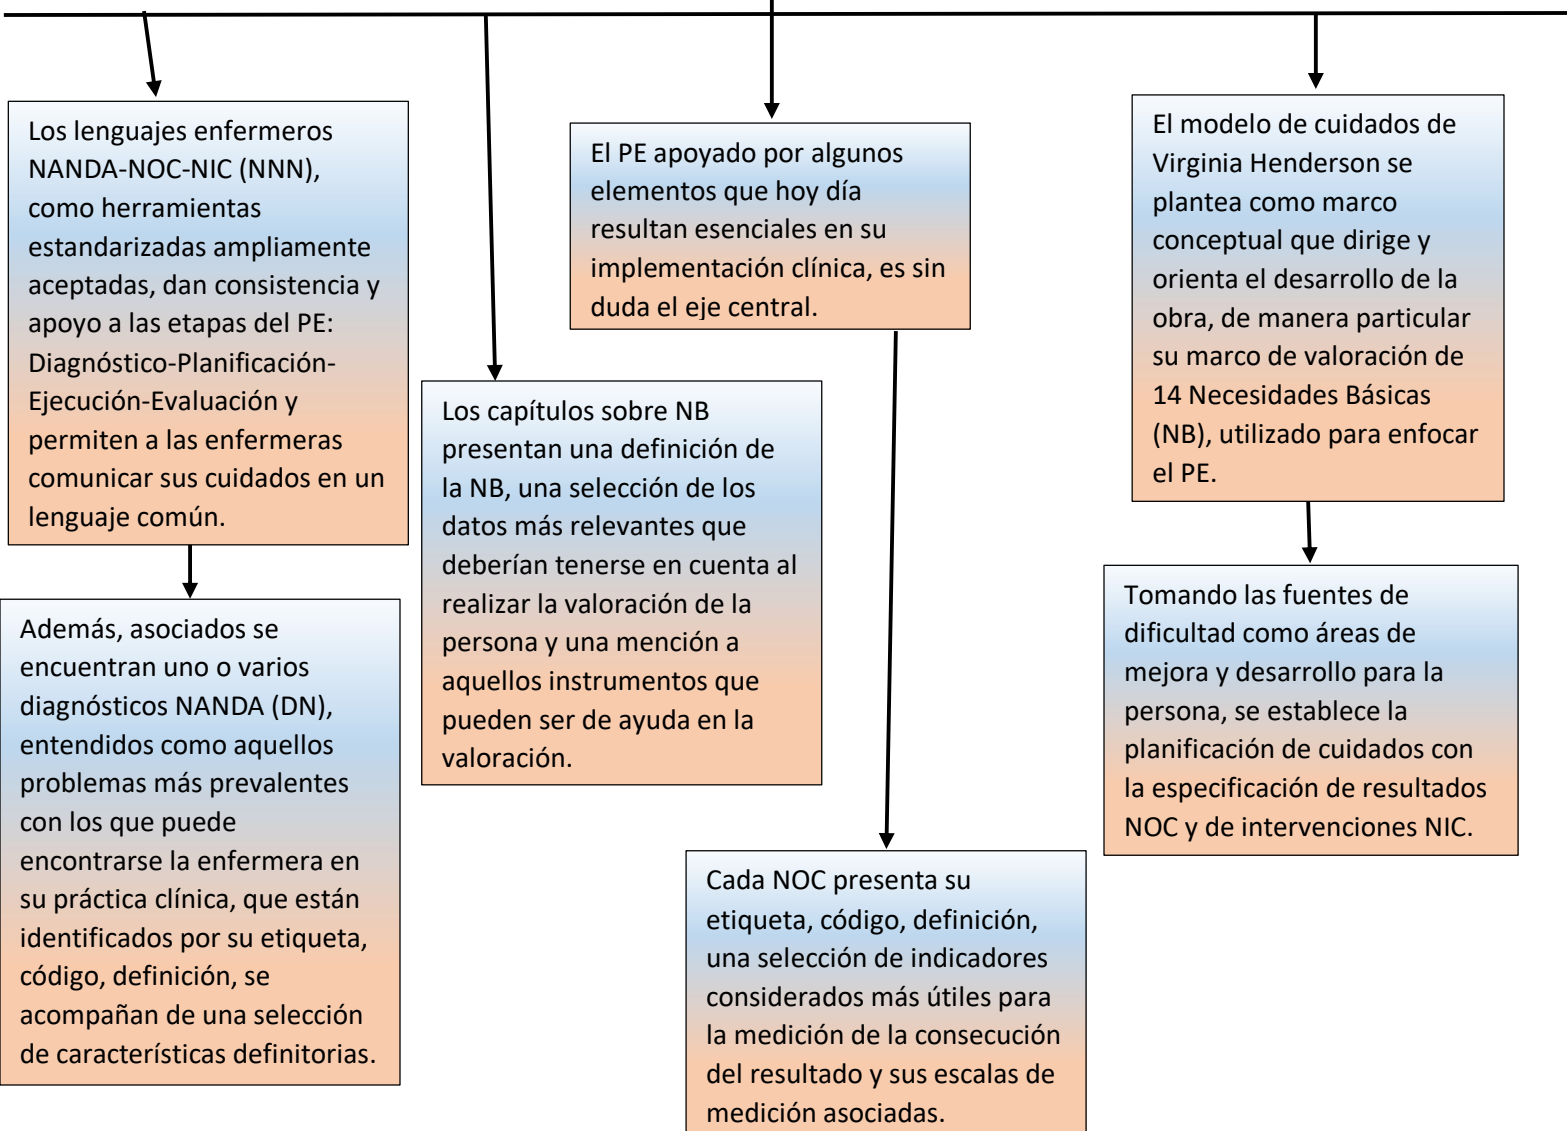 Los lenguajes enfermeros
NANDA-NOC-NIC (NNN),
como herramientas
estandarizadas ampliamente
aceptadas, dan consistencia y
apoyo a las etapas del PE:
Diagnóstico-Planificación-
Ejecución-Evaluación y
permiten a las enfermeras
comunicar sus cuidados en un
lenguaje común.
Además, asociados se
encuentran uno o varios
diagnósticos NANDA (DN),
entendidos como aquellos
problemas más prevalentes
con los que puede
encontrarse la enfermera en
su práctica clínica, que están
identificados por su etiqueta,
código, definición, se
acompañan de una selección
de características definitorias.
Los capítulos sobre NB
presentan una definición de
la NB, una selección de los
datos más relevantes que
deberían tenerse en cuenta al
realizar la valoración de la
persona y una mención a
aquellos instrumentos que
pueden ser de ayuda en la
valoración.
El PE apoyado por algunos
elementos que hoy día
resultan esenciales en su
implementación clínica, es sin
duda el eje central.
Cada NOC presenta su
etiqueta, código, definición,
una selección de indicadores
considerados más útiles para
la medición de la consecución
del resultado y sus escalas de
medición asociadas.
El modelo de cuidados de
Virginia Henderson se
plantea como marco
conceptual que dirige y
orienta el desarrollo de la
obra, de manera particular
su marco de valoración de
14 Necesidades Básicas
(NB), utilizado para enfocar
el PE.
Tomando las fuentes de
dificultad como áreas de
mejora y desarrollo para la
persona, se establece la
planificación de cuidados con
la especificación de resultados
NOC y de intervenciones NIC.